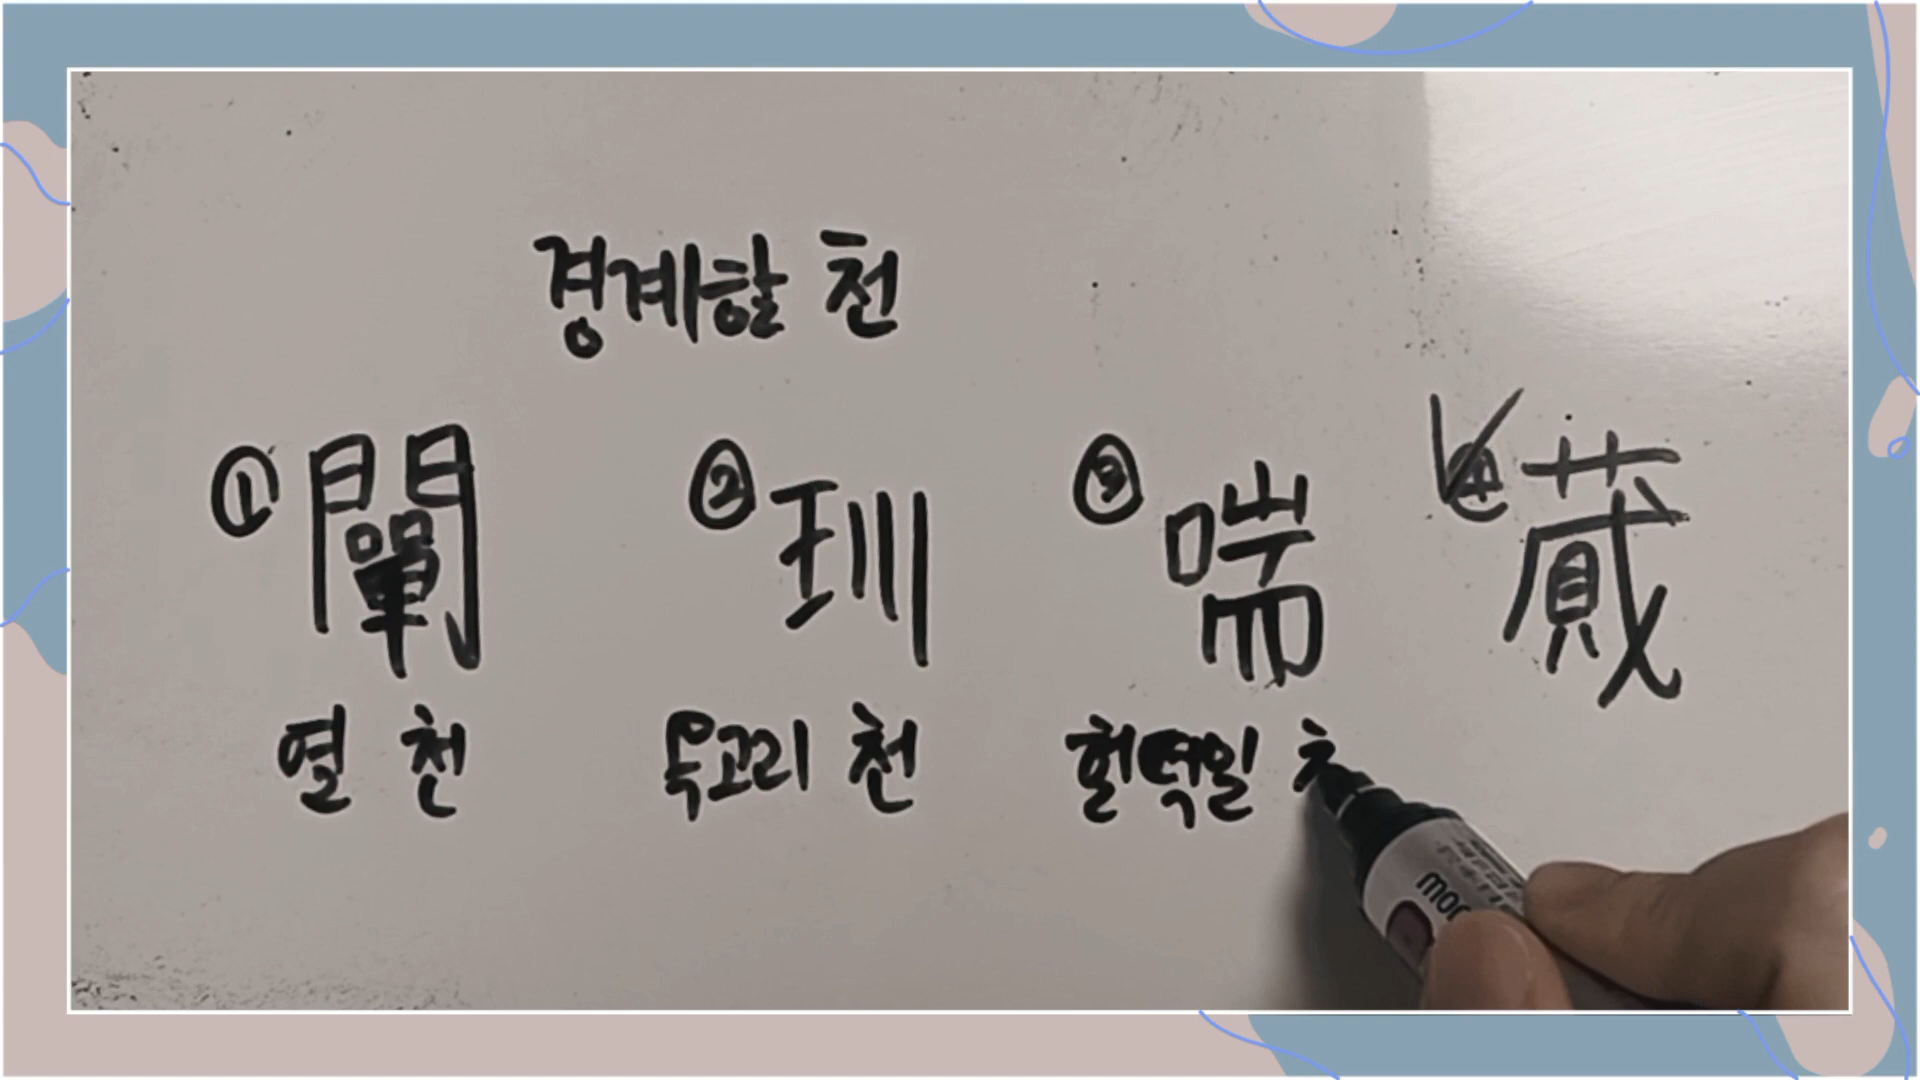 경계할 천
① 闡 ② 玔 ③ 喘 ④ 蕆
열 천 옥고리 천 헐떡일 ㅊ